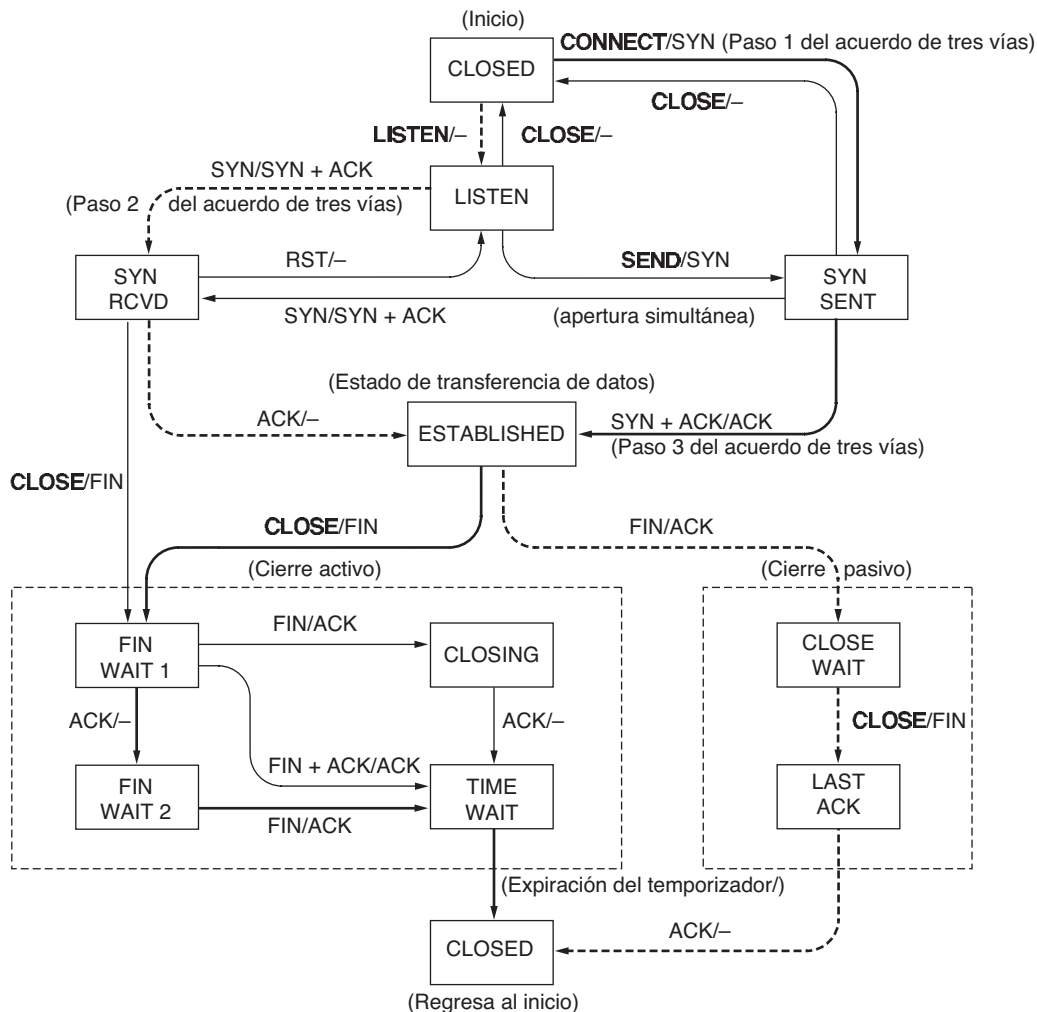 (Inicio)
CLOSED
CONNECT/SYN (Paso 1 del acuerdo de tres vías)
CLOSE/–
LISTEN/–
CLOSE/–
SYN/SYN + ACK
(Paso 2 del acuerdo de tres vías)
LISTEN
SYN
RCVD
RST/–
SEND/SYN
SYN
SENT
SYN/SYN + ACK
(apertura simultánea)
(Estado de transferencia de datos)
ACK/–
ESTABLISHED
SYN + ACK/ACK
(Paso 3 del acuerdo de tres vías)
CLOSE/FIN
CLOSE/FIN
FIN/ACK
(Cierre activo)
(Cierre pasivo)
FIN
WAIT 1
FIN/ACK
CLOSING
CLOSE
WAIT
ACK/–
ACK/–
CLOSE/FIN
FIN + ACK/ACK
FIN
WAIT 2
FIN/ACK
TIME
WAIT
LAST
ACK
(Expiración del temporizador/)
CLOSED
ACK/–
(Regresa al inicio)